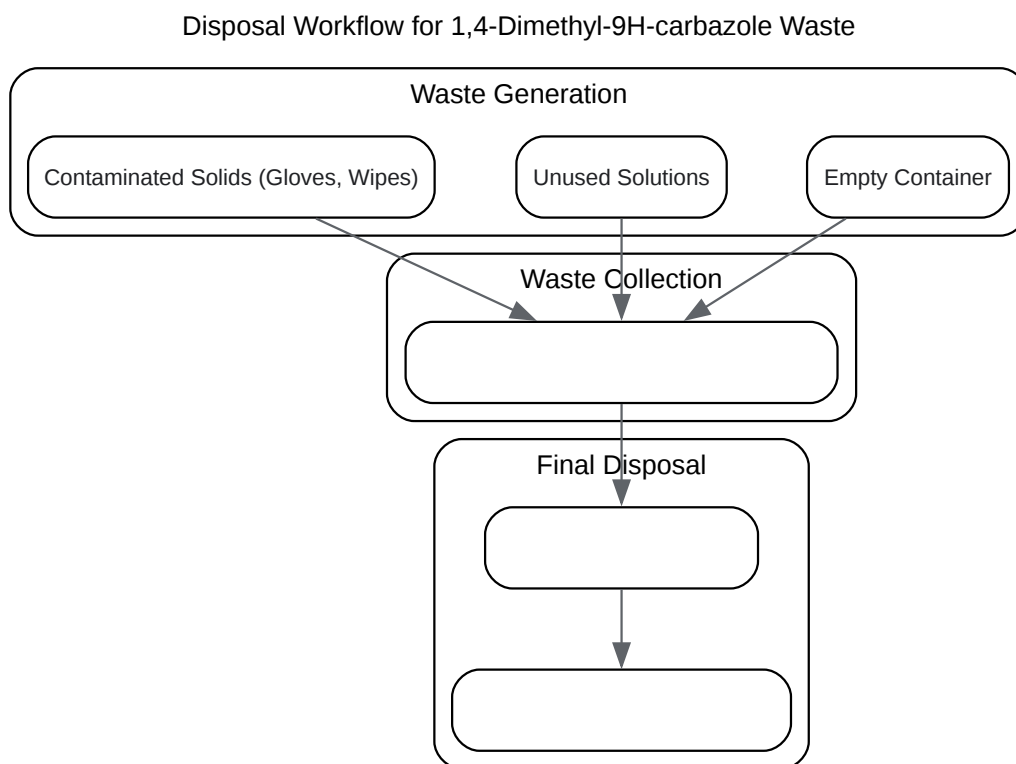 Disposal Workflow for 1,4-Dimethyl-9H-carbazole Waste
Waste Generation
Contaminated Solids (Gloves, Wipes)
Unused Solutions
Empty Container
Waste Collection
Final Disposal